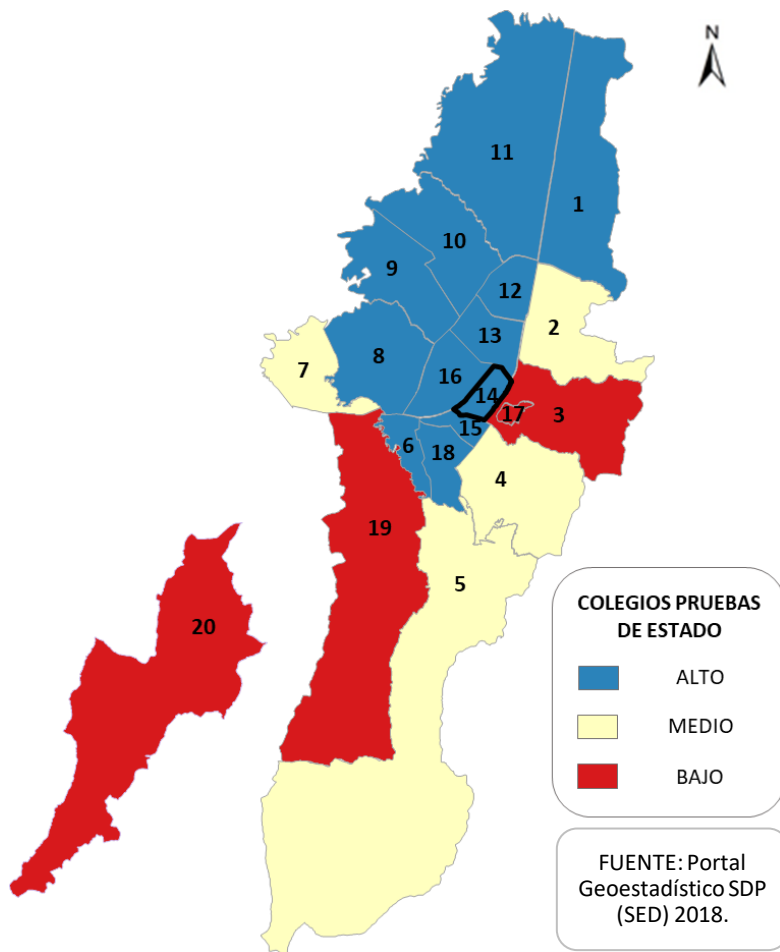 N
11
1
10
9
12
2
13
8
7
16
14
17
3
15
6
18
4
19
5
20
COLEGIOS PRUEBAS
DE ESTADO
ALTO
MEDIO
BAJO
FUENTE: Portal
Geoestadístico SDP
(SED) 2018.